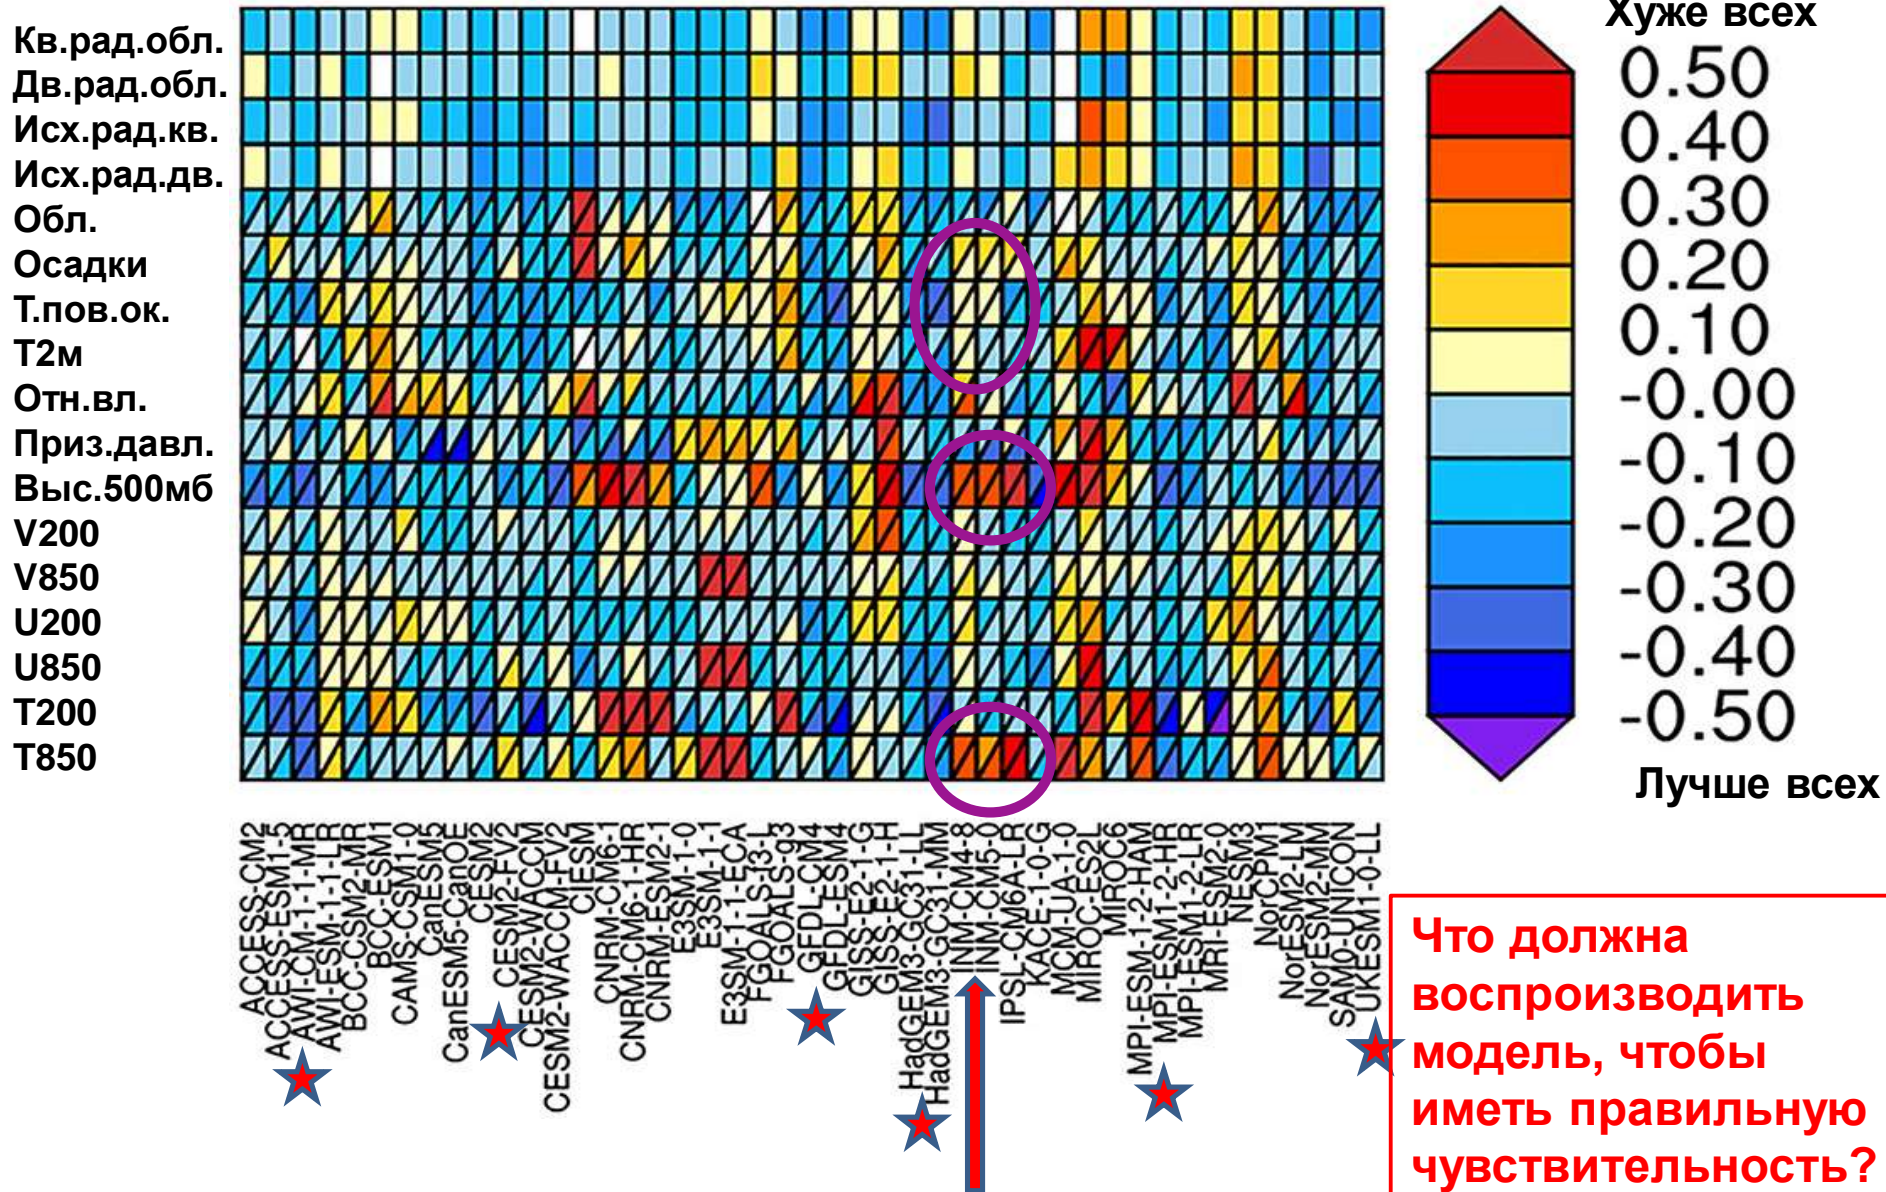 Хуже всех
Кв.рад.обл.
Дв.рад.обл.
Исх.рад.кв.
Исх.рад.дв.
Обл.
Осадки
Т.пов.ок.
Т2м
Отн.вл.
Приз.давл.
Выс.500мб
V200
V850
U200
U850
T200
T850
0.50
0.40
0.30
0.20
0.10
-0.00
-0.10
-0.20
-0.30
-0.40
-0.50
Лучше всех
ACCESS-CM2
ACCESS-ESM1-5
AWI-CM-1-1-MR
AWI-ESM-1-1-LR
BCC-CSM2-MR
BCC-ESM1
CAMS-CSM1-0
CanESM5
CanESM5-CanOE
CESM2
CESM2-FV2
CESM2-WACCM
CESM2-WACCM-FV2
CIESM
CNRM-CM6-1
CNRM-CM6-1-HR
CNRM-ESM2-1
E3SM-1-0
E3SM-1-1
E3SM-1-1-ECA
FGOALS-f3-L
FGOALS-g3
GFDL-CM4
GFDL-ESM4
GISS-E2-1-G
GISS-E2-1-H
HadGEM3-GC31-LL
HadGEM3-GC31-MM
INM-CM4-8
INM-CM5-0
IPSL-CM6A-LR
KACE-1-0-G
MCM-UA-1-0
MIROC-ES2L
MIROC6
MPI-ESM-1-2-HAM
MPI-ESM1-2-HR
MPI-ESM1-2-LR
MRI-ESM2-0
NESM3
NorCPM1
NorESM2-LM
NorESM2-MM
SAM0-UNICON
UKESM1-0-LL
Что должна
воспроизводить
модель, чтобы
иметь правильную
чувствительность?